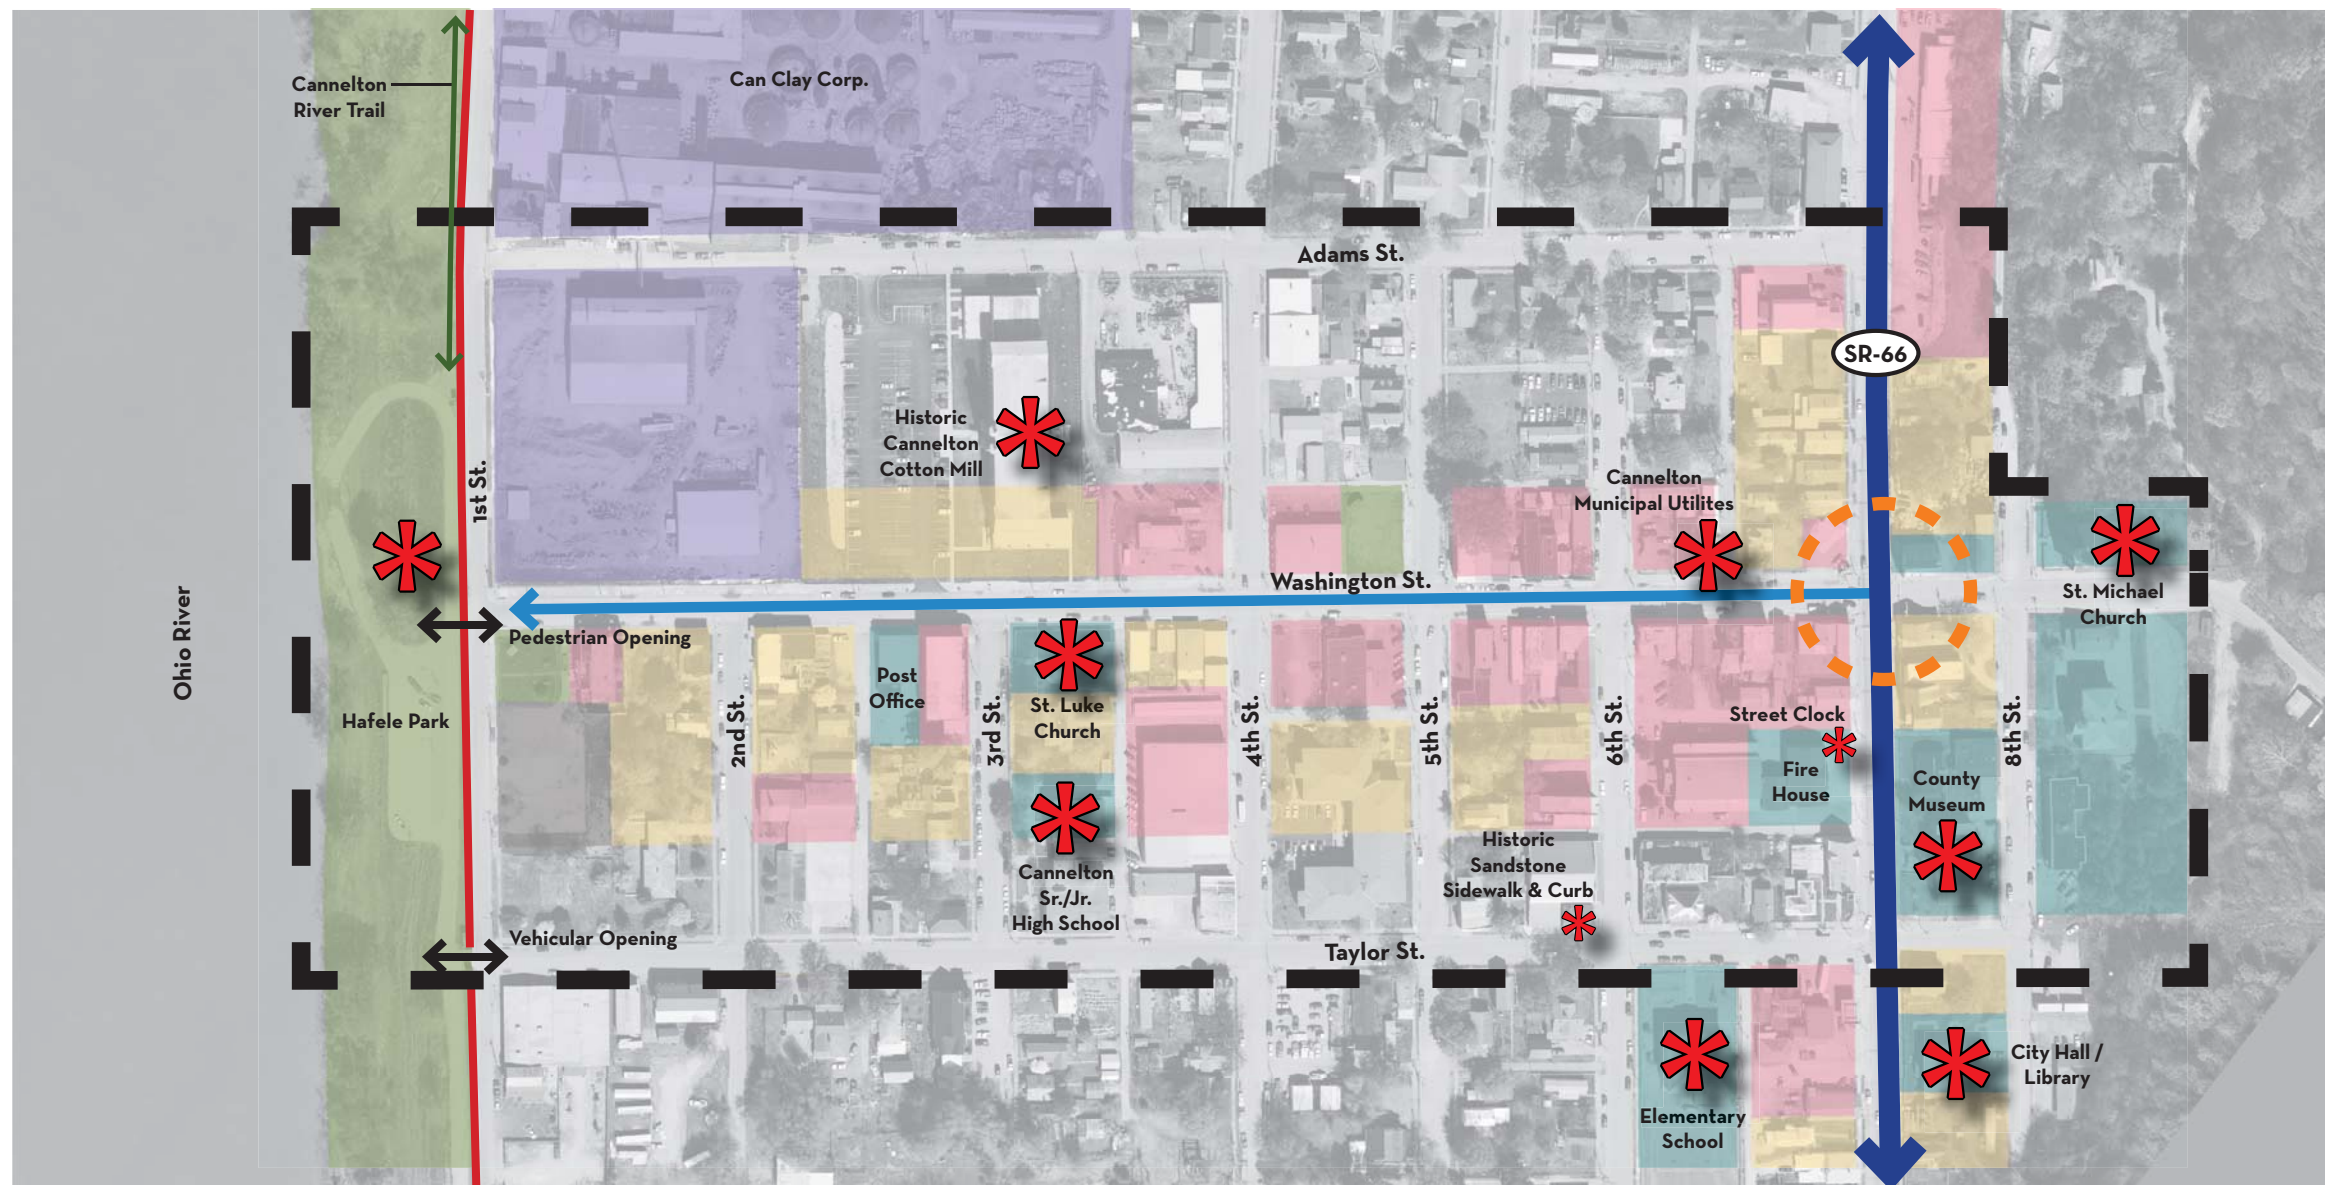 Can Clay Corp.
Cannelton
River Trail
Adams St.
SR-66
Historic
Cannelton
Cotton Mill
1st St.
Cannelton
Municipal Utilites
Washington St.
St. Michael
Church
Ohio River
Pedestrian Opening
Hafele Park
2nd St.
Post
Office
3rd St.
St. Luke
Church
4th St.
5th St.
6th St.
Street Clock
8th St.
Fire
House
County
Museum
Cannelton
Sr./Jr.
High School
Historic
Sandstone
Sidewalk & Curb
Vehicular Opening
Taylor St.
Elementary
School
City Hall /
Library